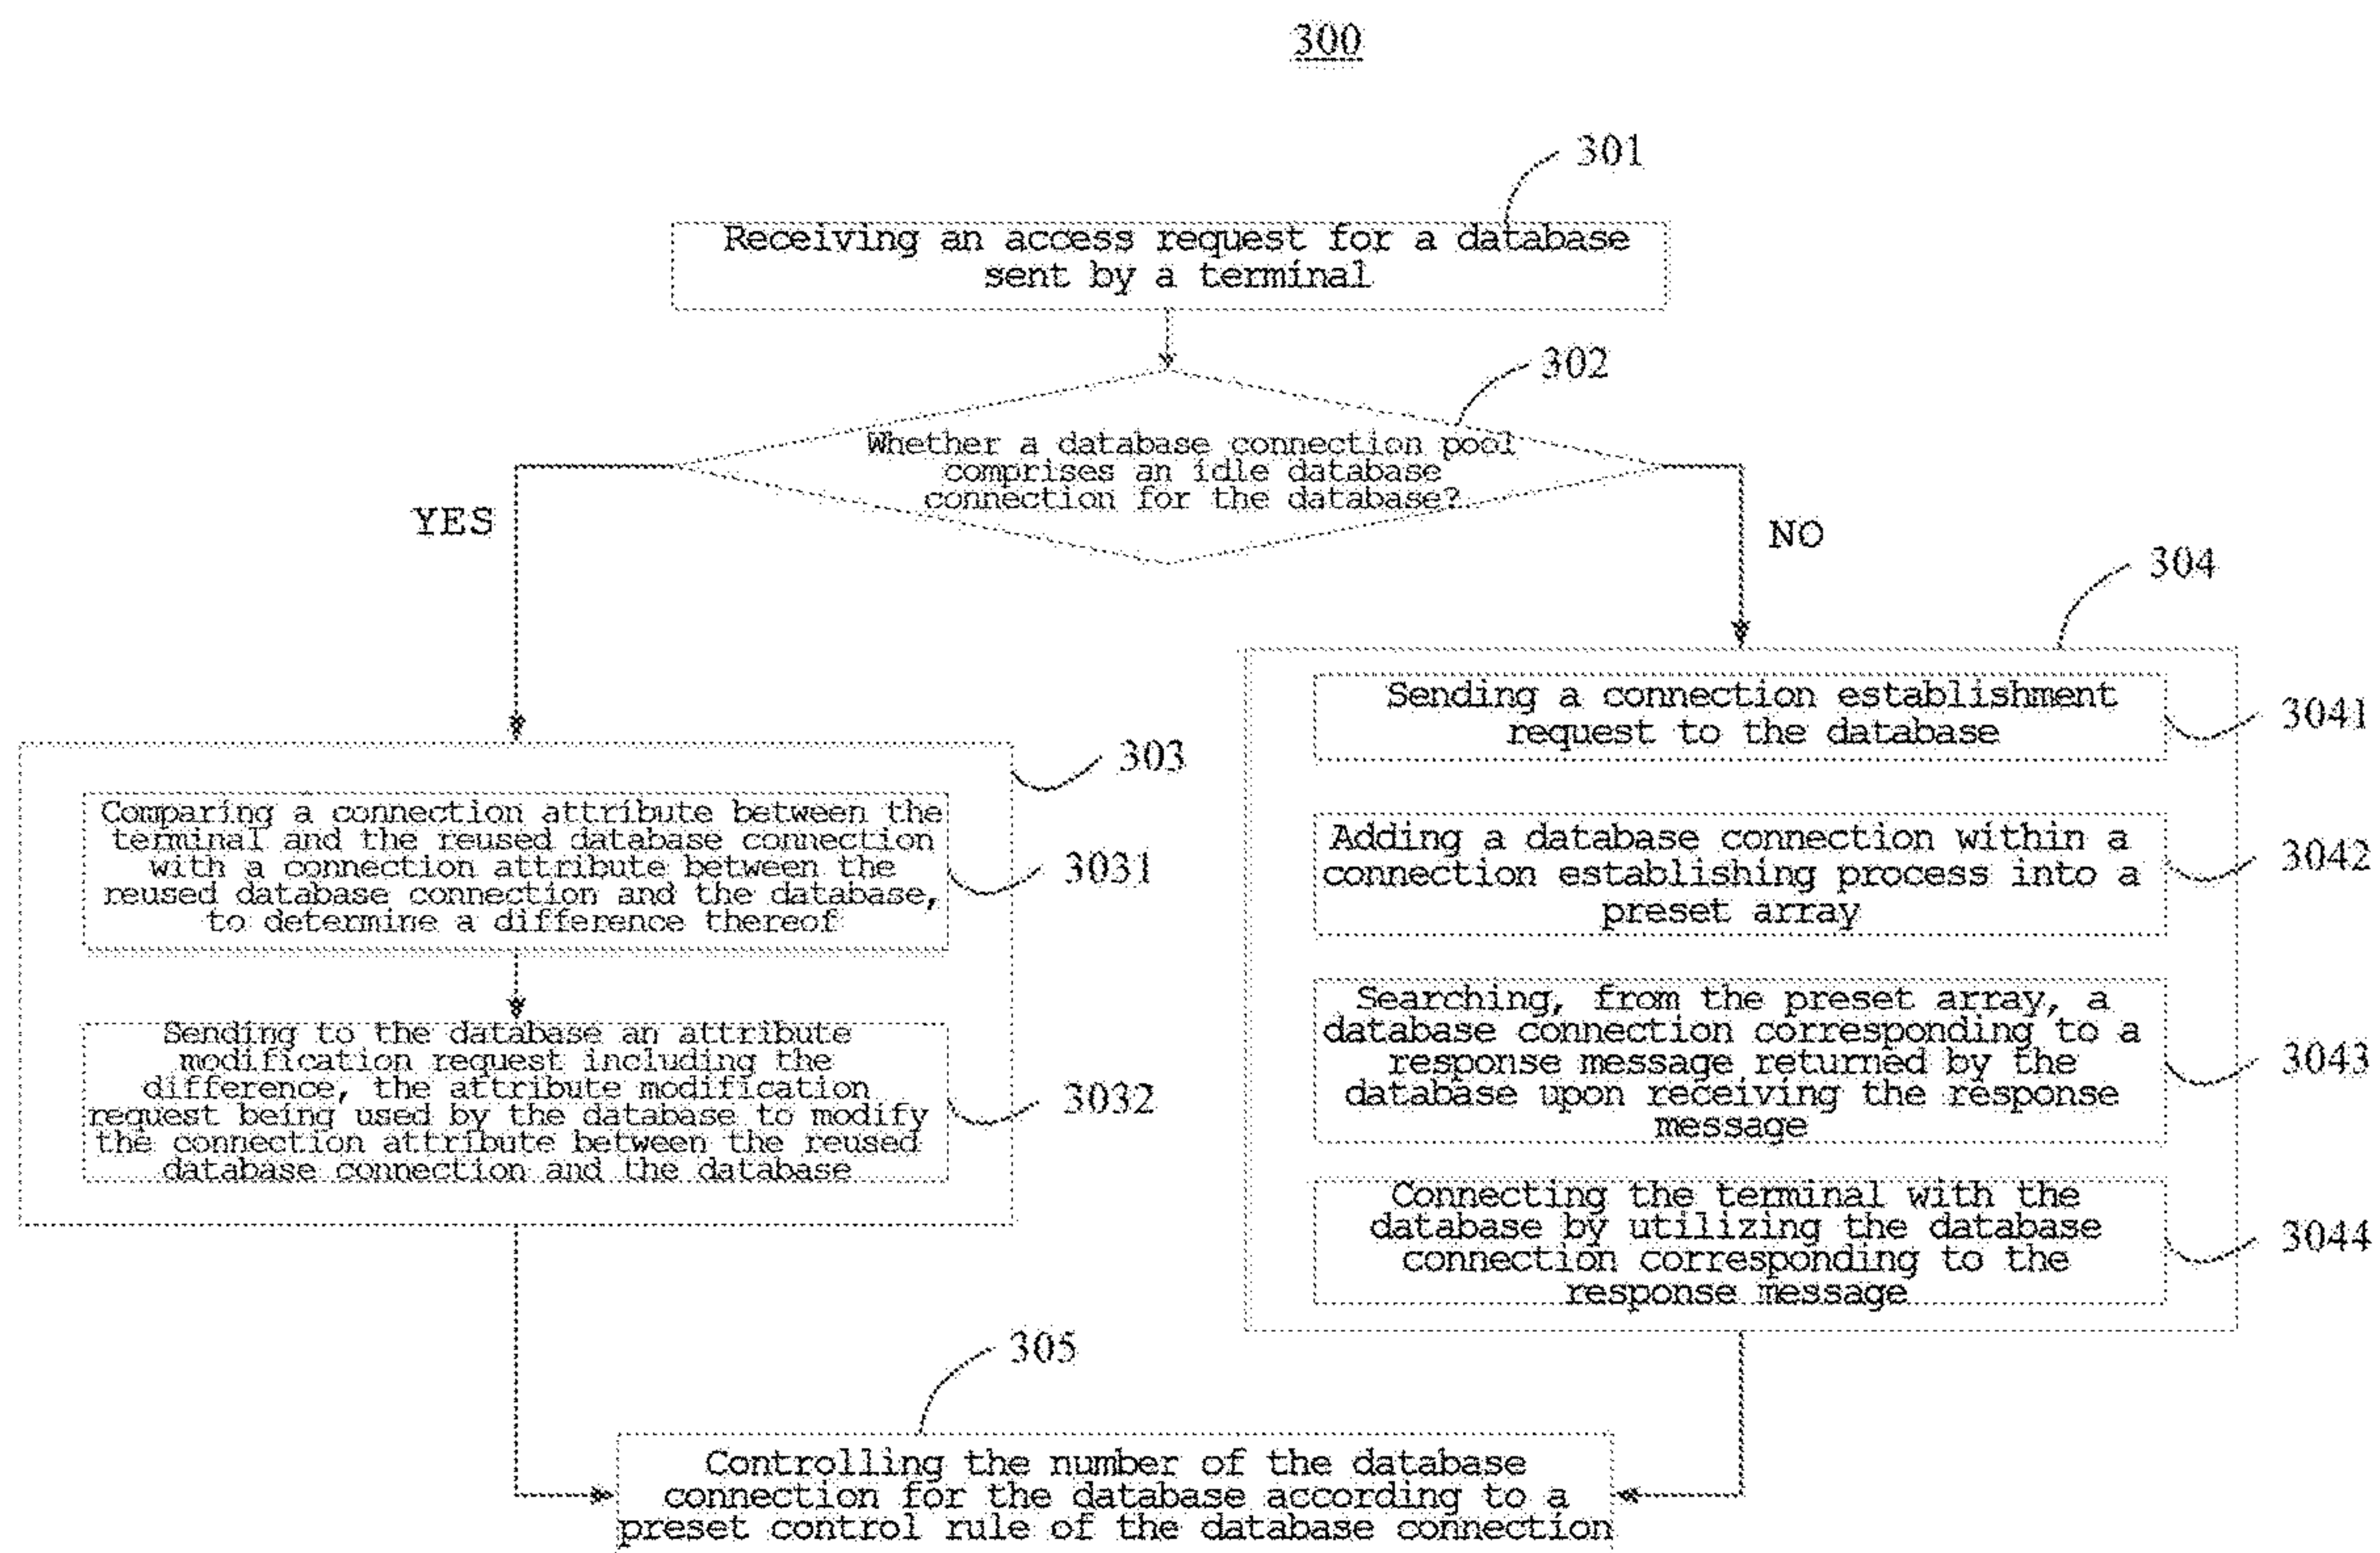 300
301
Receiving an access request for a database
sent by a terminal
302
Whether a database connection pool
comprises an idle database
connection for the database?
YES
NO
304
303
Comparing a connection attribute between the
terminal and the reused database connection
with a connection attribute between the
reused database connection and the database,
to determine a difference thereof
3031
Sending to the database an attribute
modification request including the
difference, the attribute modification
request being used by the database to modify
the connection attribute between the reused
database connection and the database
3032
Sending a connection establishment
request to the database
3041
Adding a database connection within a
connection establishing process into a
preset array
3042
Searching, from the preset array, a
database connection corresponding to a
response message returned by the
database upon receiving the response
message
3043
Connecting the terminal with the
database by utilizing the database
connection corresponding to the
response message
3044
305
Controlling the number of the database
connection for the database according to a
preset control rule of the database connection